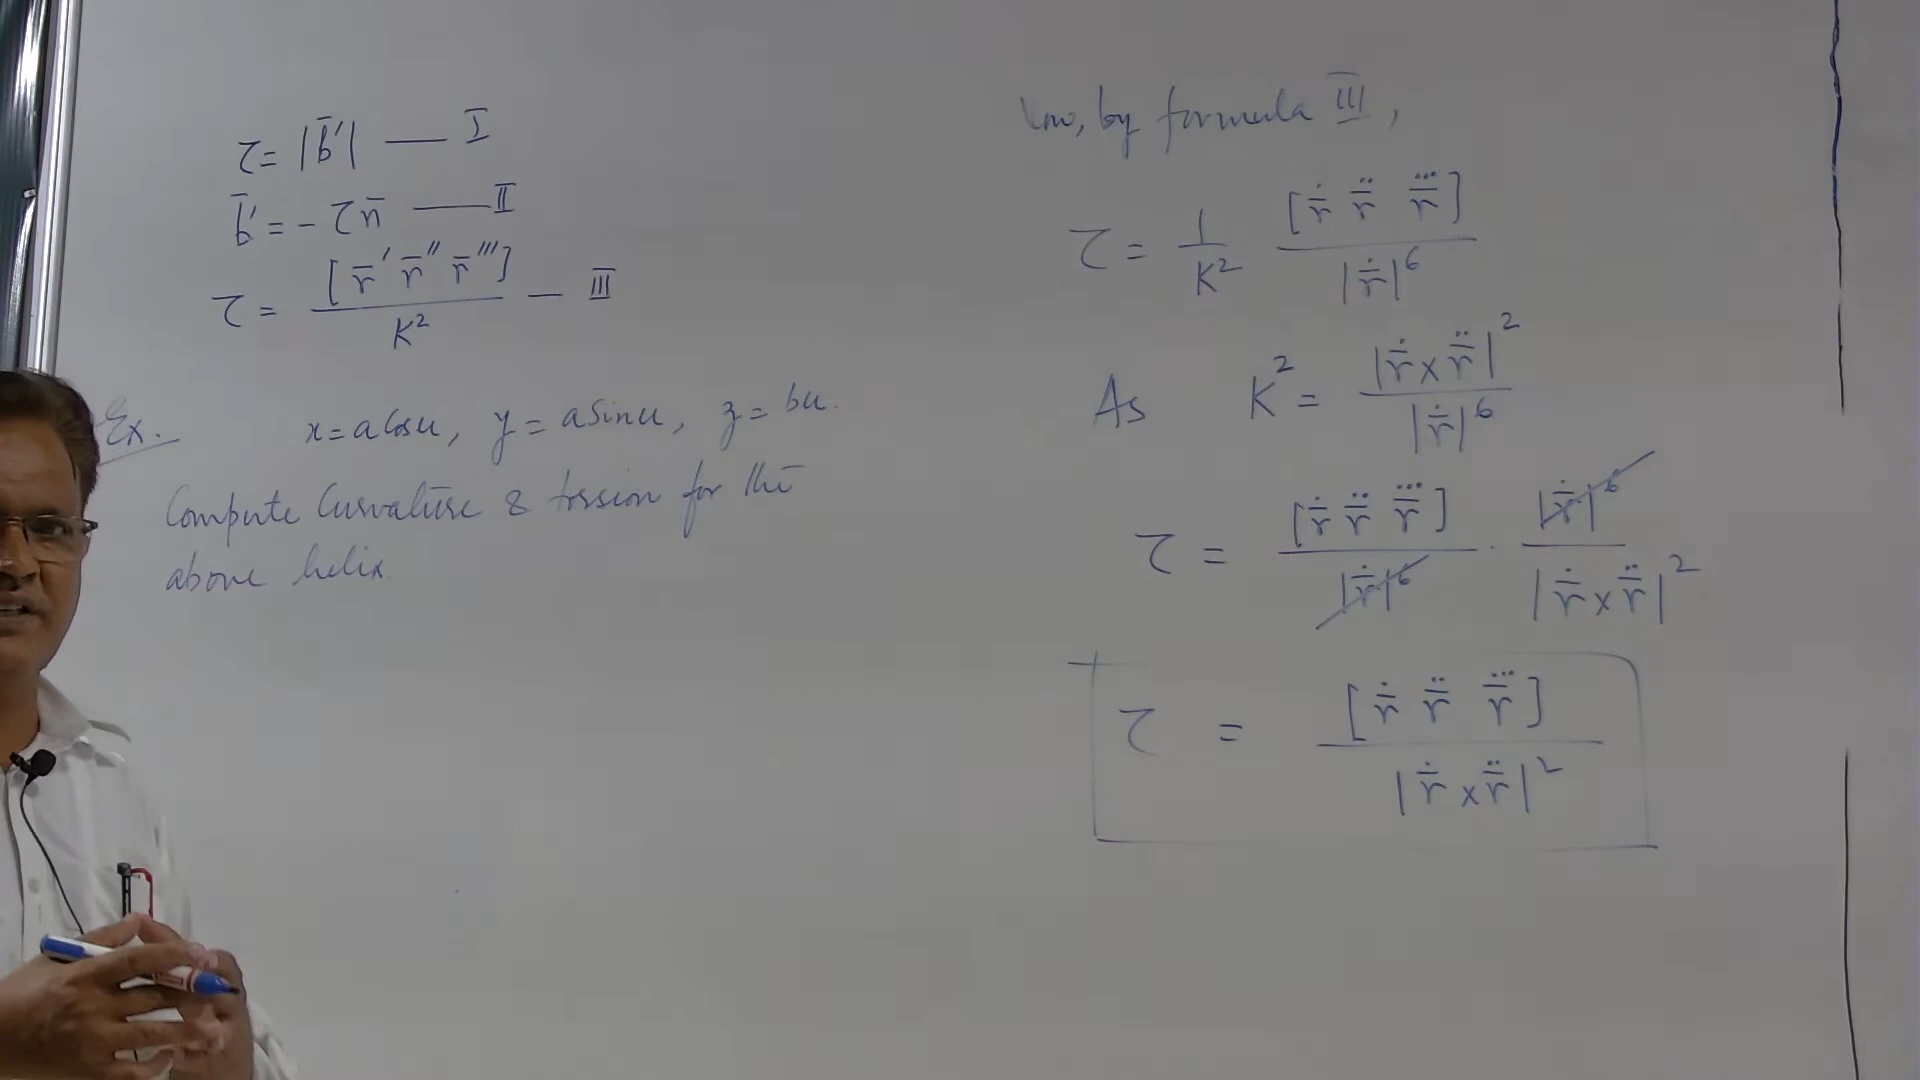 τ = |b̄'| — I
b̄' = - τn̄ — II
τ = [r̄' r̄'' r̄''']/K² — III
Ex. x = a Cos u, y = a Sin u, z = bu.
Compute Curvature & torsion for the
above helix.
by formula III,
τ = 1/K² [ṙ̄ r̈̄ r⃛̄]/|ṙ̄|⁶
As K² = |ṙ̄ × r̈̄|²/|ṙ̄|⁶
τ = [ṙ̄ r̈̄ r⃛̄]/|ṙ̄|⁶ · |ṙ̄|⁶/|ṙ̄ × r̈̄|²
τ = [ṙ̄ r̈̄ r⃛̄]/|ṙ̄ × r̈̄|²